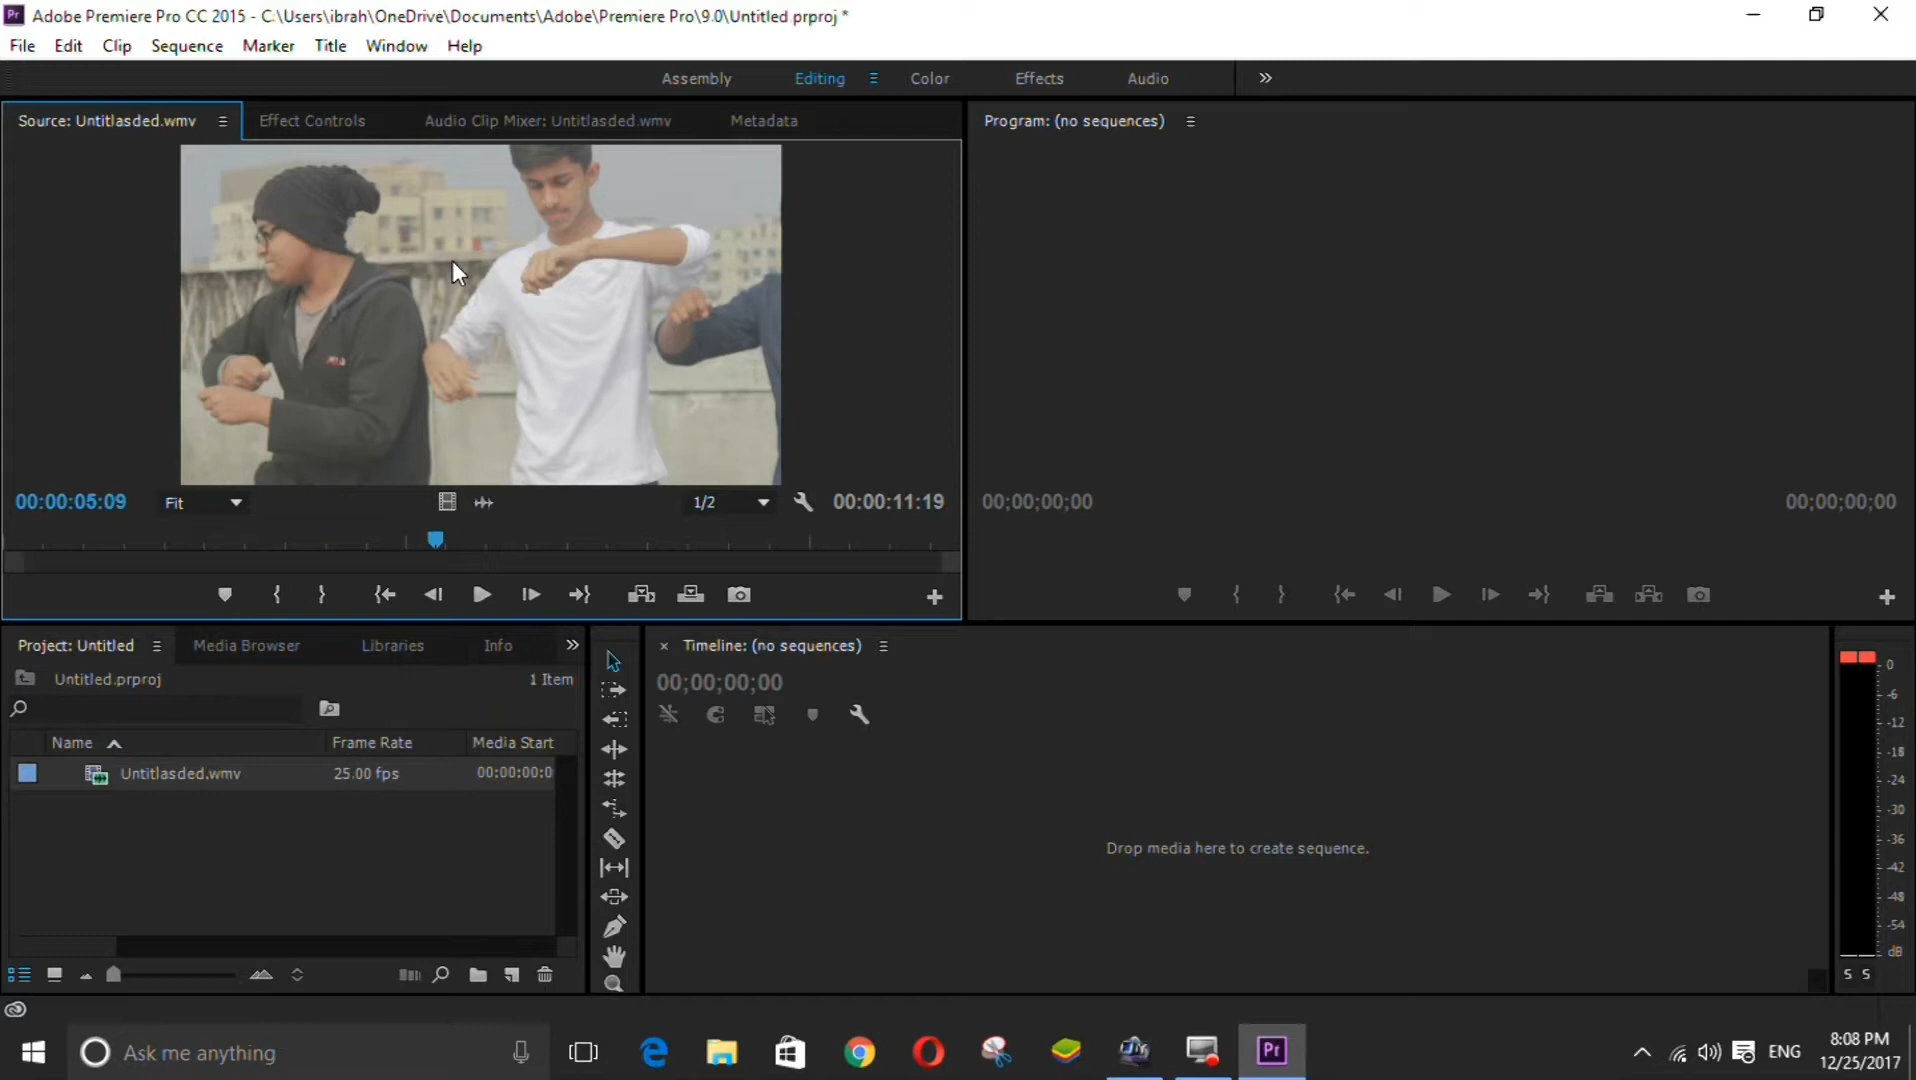 Pr Adobe Premiere Pro CC 2015 - C:\Users\ibrah\OneDrive\Documents\Adobe\Premiere Pro\9.0\Untitled.prproj *
File Edit Clip Sequence Marker Title Window Help
Assembly Editing Color Effects Audio
Source: Untitlasded.wmv Effect Controls Audio Clip Mixer: Untitlasded.wmv Metadata
Program: (no sequences)
00:00:05:09 Fit 1/2 00:00:11:19
00;00;00;00 00;00;00;00
Project: Untitled Media Browser Libraries Info
Untitled.prproj 1 Item
Name Frame Rate Media Start
Untitlasded.wmv 25.00 fps 00:00:00:0
Timeline: (no sequences)
00;00;00;00
Drop media here to create sequence.
0
-6
-12
-18
-24
-30
-36
-42
-48
-54
dB
S S
Ask me anything
Pr
ENG
8:08 PM
12/25/2017